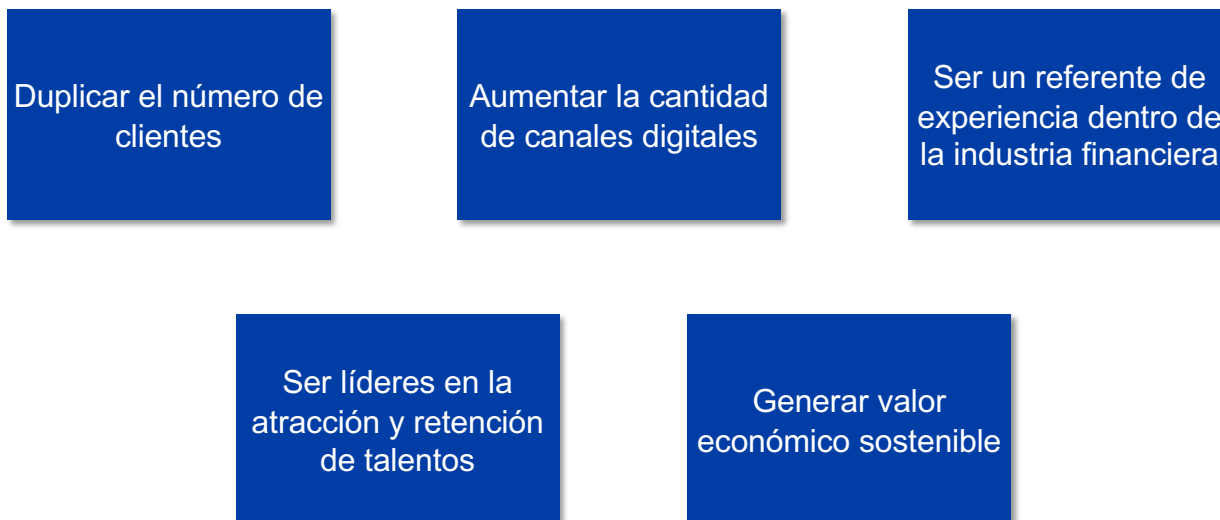 Duplicar el número de
clientes
Aumentar la cantidad
de canales digitales
Ser un referente de
experiencia dentro de
la industria financiera
Ser líderes en la
atracción y retención
de talentos
Generar valor
económico sostenible